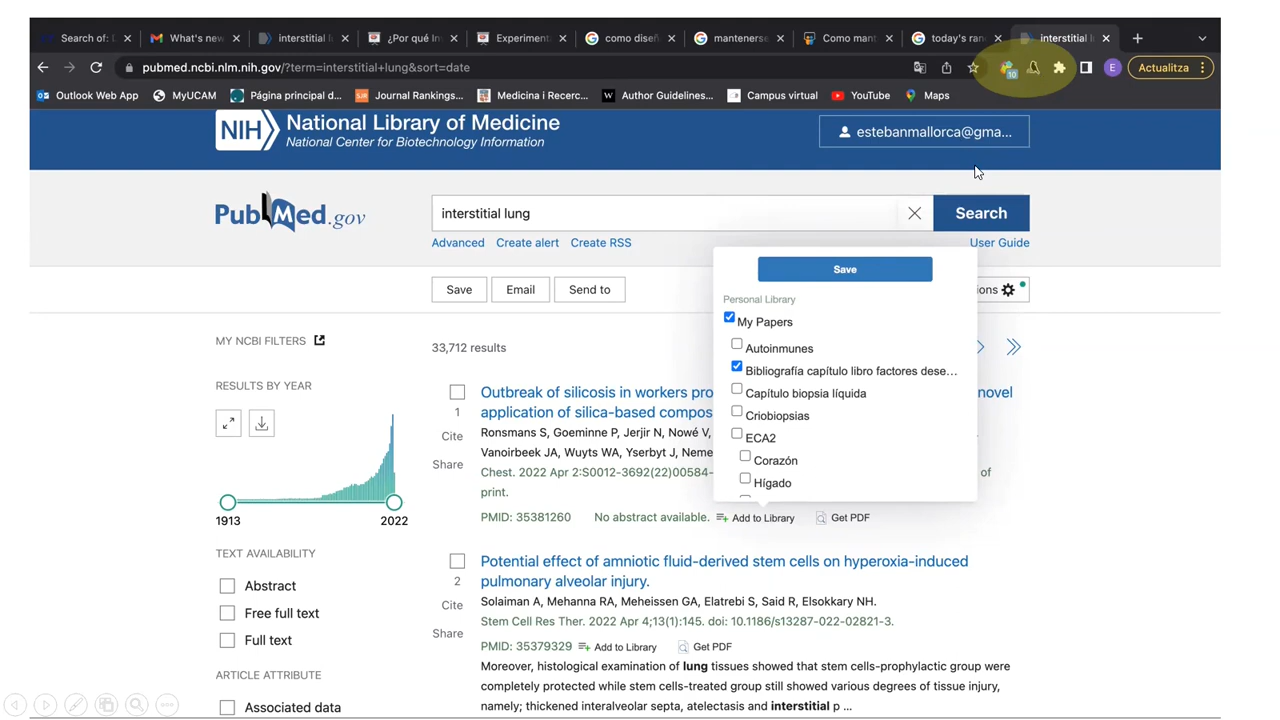 Search of: What's new interstitial l ¿Por qué In Experiment como diseñ mantenerse Como mant today's ran interstitial l
pubmed.ncbi.nlm.nih.gov/?term=interstitial+lung&sort=date
10
E
Actualitza
Outlook Web App MyUCAM Página principal d... SJR Journal Rankings... Medicina i Recerc... W Author Guidelines... Campus virtual YouTube Maps
NIH National Library of Medicine
National Center for Biotechnology Information
estebanmallorca@gma...
PubMed.gov
interstitial lung
Search
Advanced Create alert Create RSS
User Guide
Save Email Send to
ions
Save
Personal Library
My Papers
Autoinmunes
Bibliografía capítulo libro factores dese...
Capítulo biopsia líquida
Criobiopsias
ECA2
Corazón
Hígado
MY NCBI FILTERS
33,712 results
RESULTS BY YEAR
1913 2022
TEXT AVAILABILITY
Abstract
Free full text
Full text
ARTICLE ATTRIBUTE
Associated data
1
Cite
Share
Outbreak of silicosis in workers pro novel
application of silica-based compos
Ronsmans S, Goeminne P, Jerjir N, Nowé V,
Vanoirbeek JA, Wuyts WA, Yserbyt J, Neme
Chest. 2022 Apr 2:S0012-3692(22)00584- of
print.
PMID: 35381260 No abstract available. Add to Library Get PDF
2
Cite
Share
Potential effect of amniotic fluid-derived stem cells on hyperoxia-induced
pulmonary alveolar injury.
Solaiman A, Mehanna RA, Meheissen GA, Elatrebi S, Said R, Elsokkary NH.
Stem Cell Res Ther. 2022 Apr 4;13(1):145. doi: 10.1186/s13287-022-02821-3.
PMID: 35379329 Add to Library Get PDF
Moreover, histological examination of lung tissues showed that stem cells-prophylactic group were
completely protected while stem cells-treated group still showed various degrees of tissue injury,
namely; thickened interalveolar septa, atelectasis and interstitial p ...